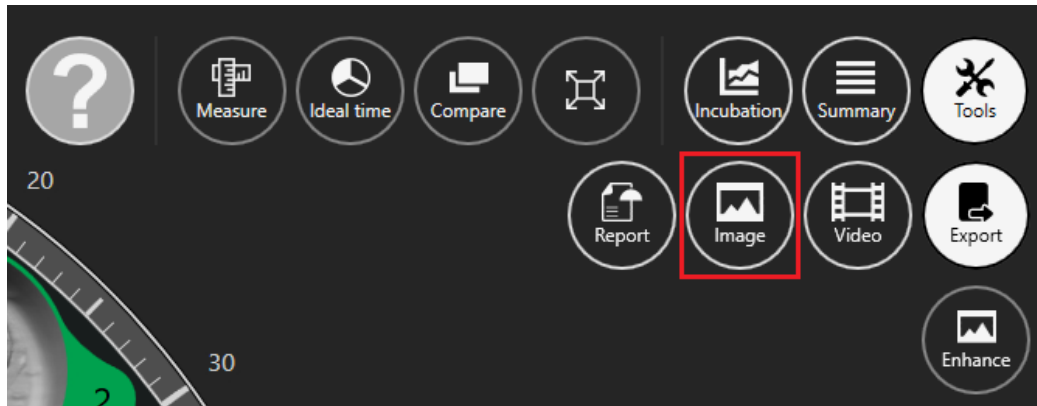 ?
Measure
Ideal time
Compare
Incubation
Summary
Tools
20
Report
Image
Video
Export
30
Enhance
2